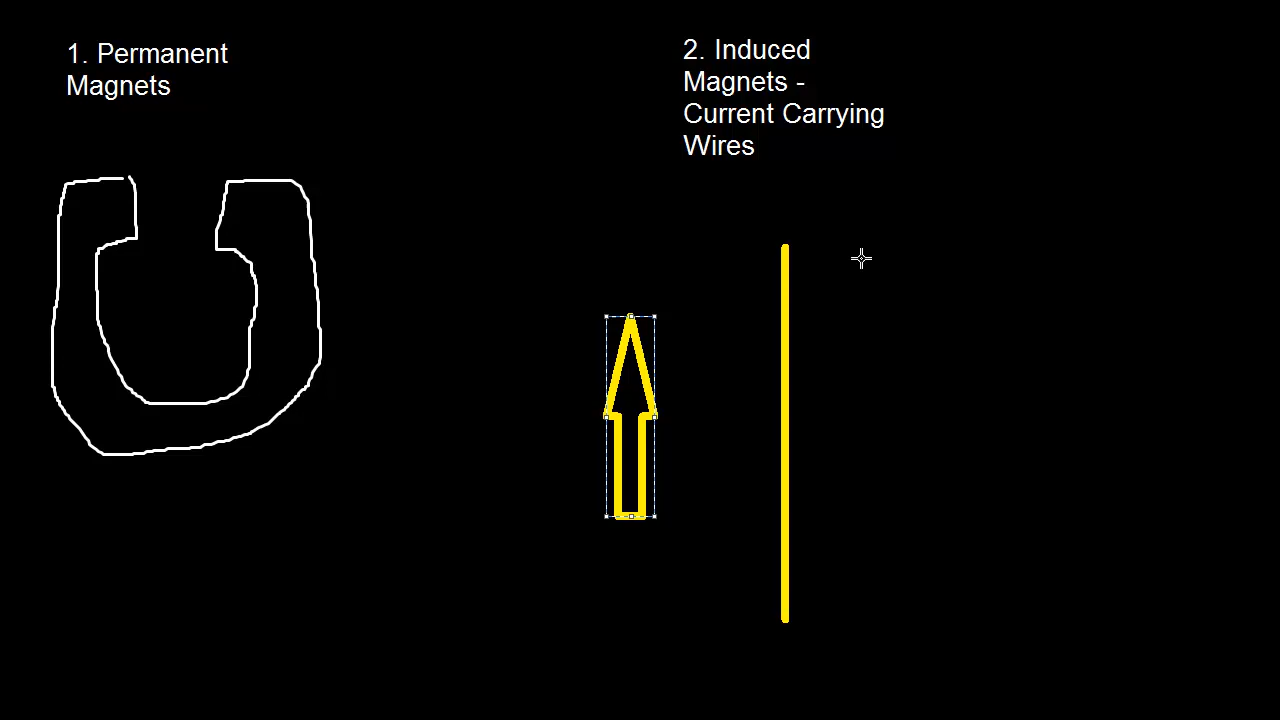 1. Permanent
Magnets
2. Induced
Magnets -
Current Carrying
Wires